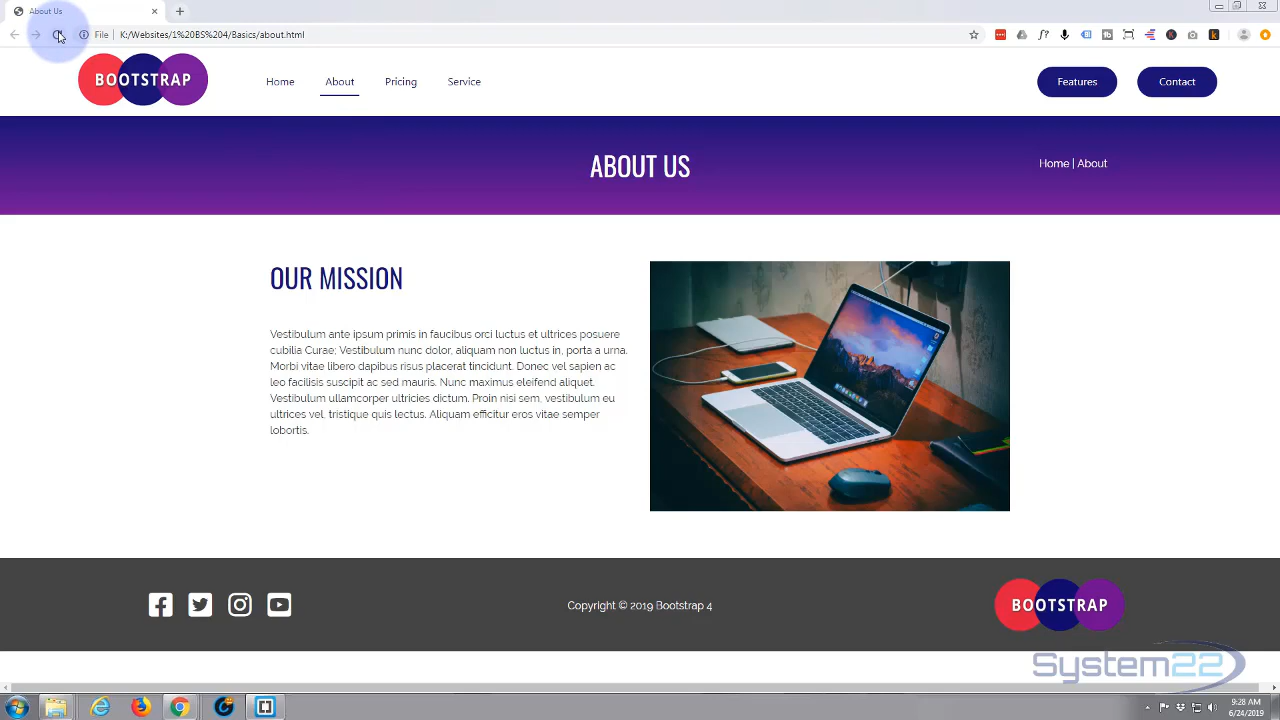 About Us
File | K:/Websites/1%20BS%204/Basics/about.html
BOOTSTRAP
Home About Pricing Service
Features Contact
ABOUT US
Home | About
OUR MISSION
Vestibulum ante ipsum primis in faucibus orci luctus et ultrices posuere
cubilia Curae; Vestibulum nunc dolor, aliquam non luctus in, porta a urna.
Morbi vitae libero dapibus risus placerat tincidunt. Donec vel sapien ac
leo facilisis suscipit ac sed mauris. Nunc maximus eleifend aliquet.
Vestibulum ullamcorper ultricies dictum. Proin nisi sem, vestibulum eu
ultrices vel, tristique quis lectus. Aliquam efficitur eros vitae semper
lobortis.
Copyright © 2019 Bootstrap 4
BOOTSTRAP
System22
9:28 AM
6/24/2019